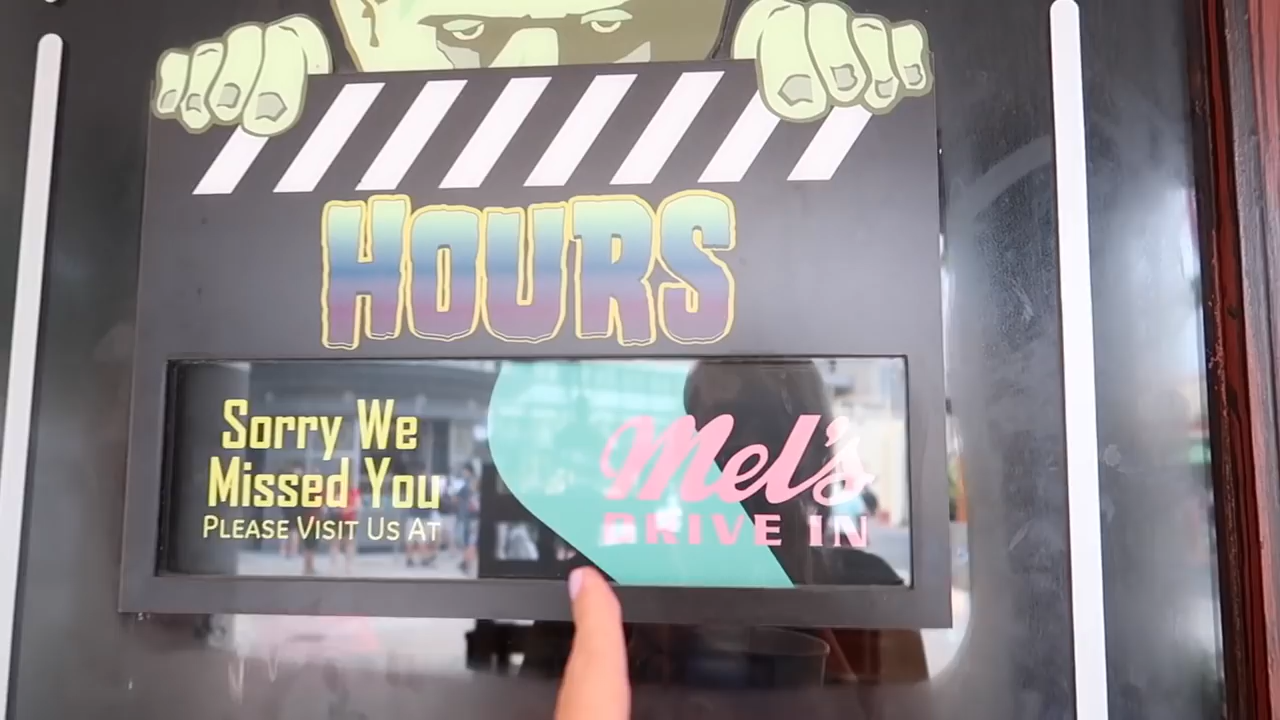 HOURS
Sorry We
Missed You
PLEASE VISIT US AT
Mel's
DRIVE IN